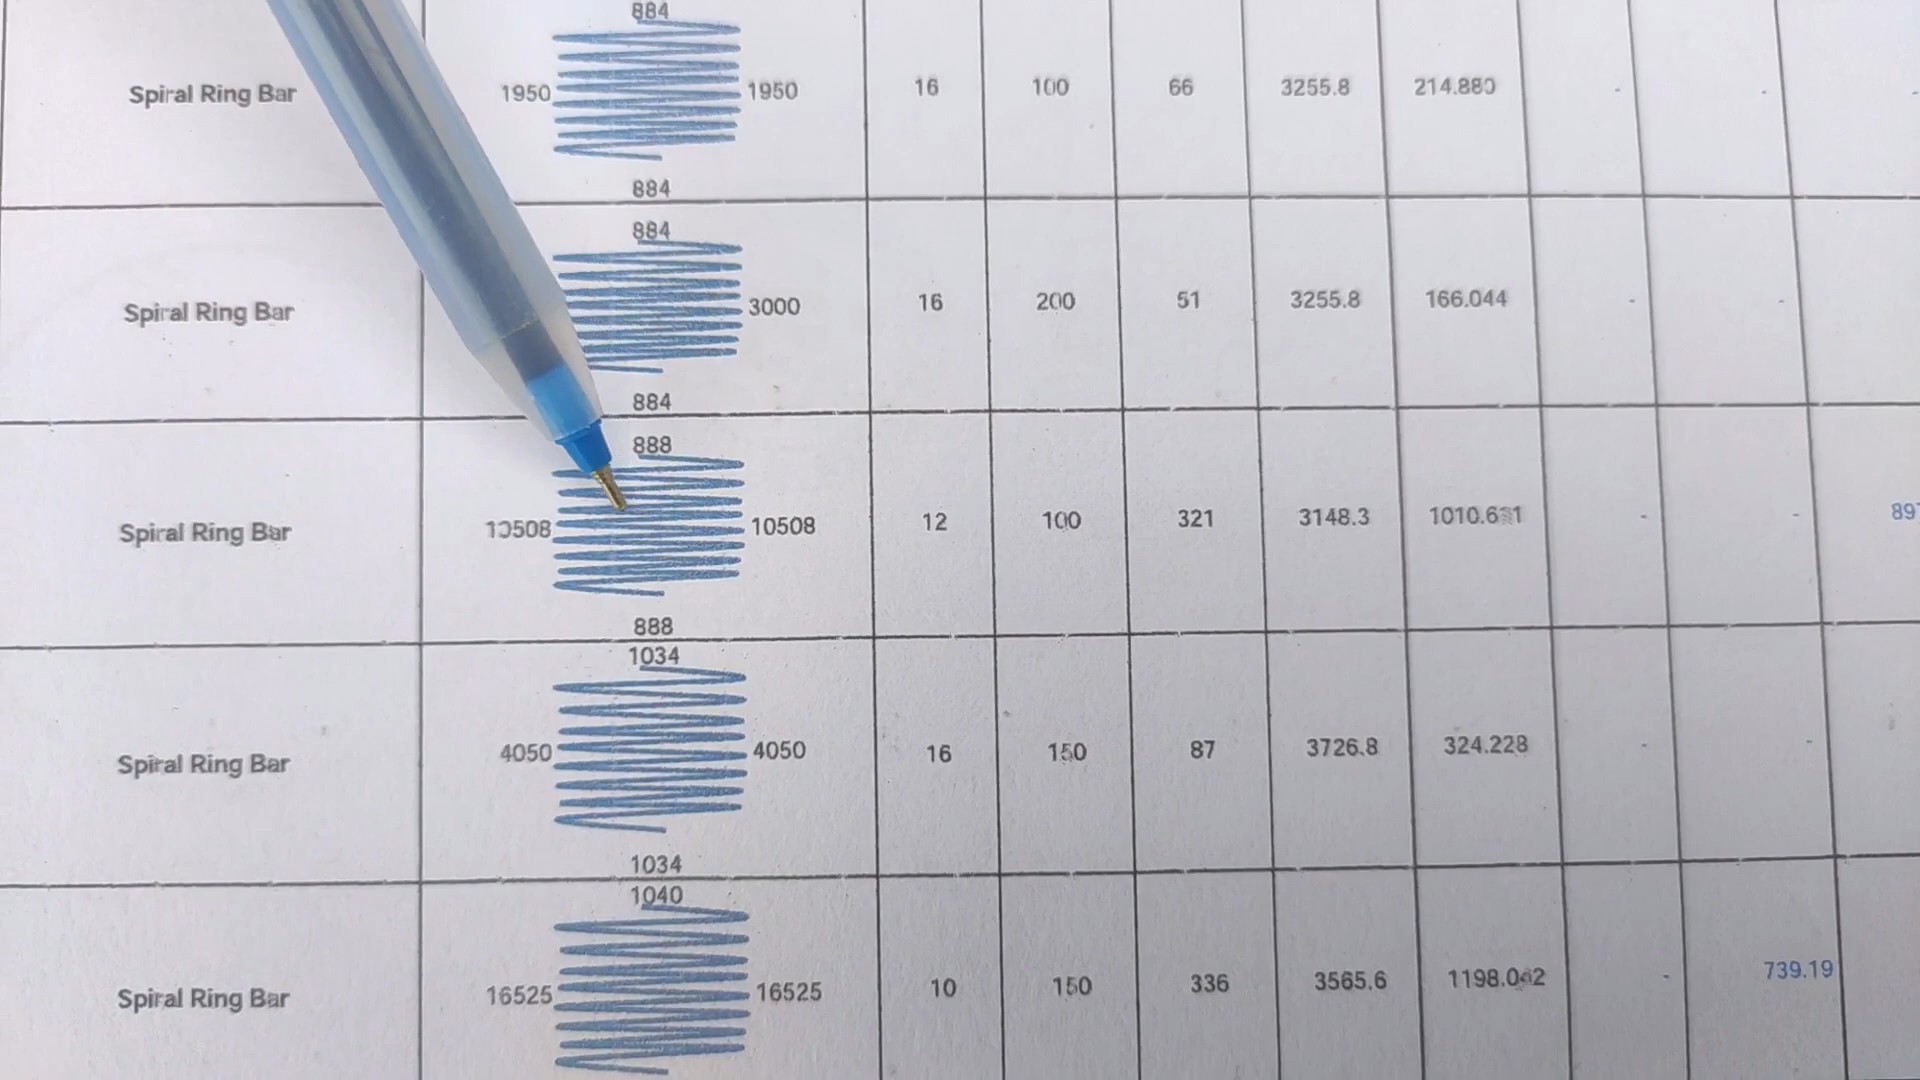 884
Spiral Ring Bar 1950 1950 16 100 66 3255.8 214.880 - - -
884
884
Spiral Ring Bar 3000 16 200 51 3255.8 166.044 - -
884
888
Spiral Ring Bar 10508 10508 12 100 321 3148.3 - -
888
1034
Spiral Ring Bar 4050 4050 16 150 87 3726.8 324.228 - -
1034
1040
Spiral Ring Bar 16525 16525 10 150 336 3565.6 - 739.19